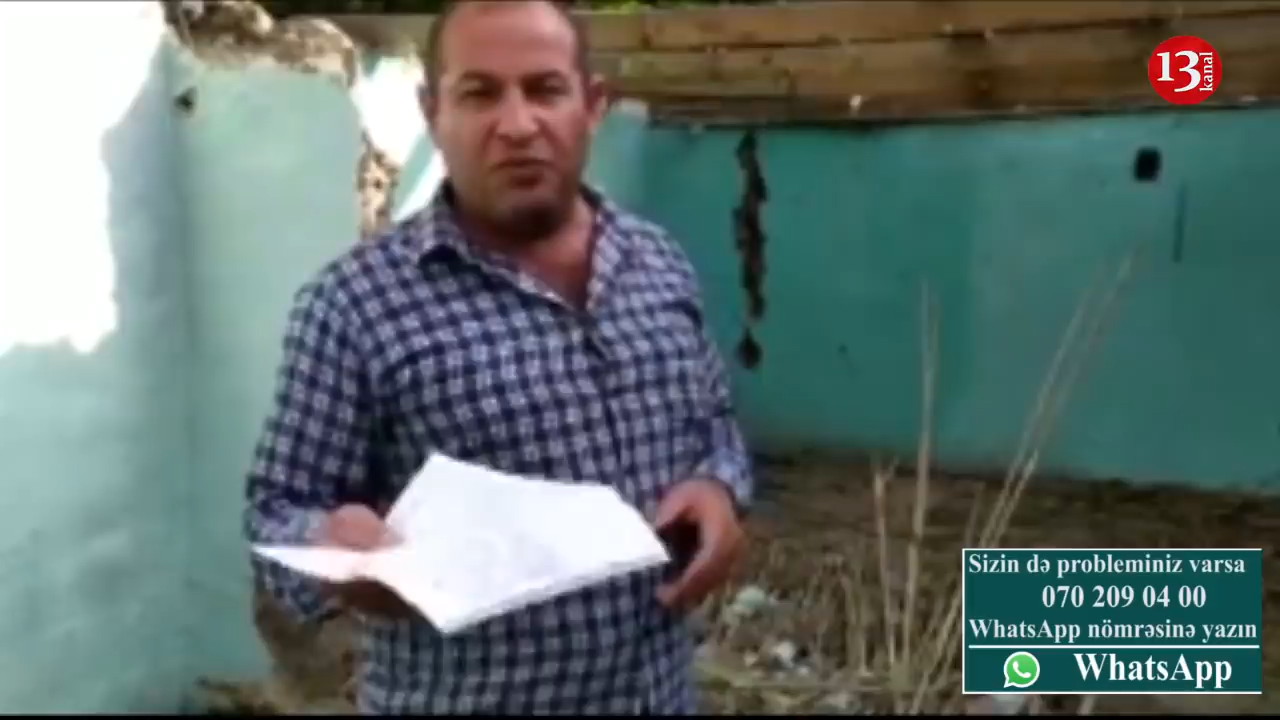 13
kanal
Sizin də probleminiz varsa
070 209 04 00
WhatsApp nömrəsinə yazın
WhatsApp